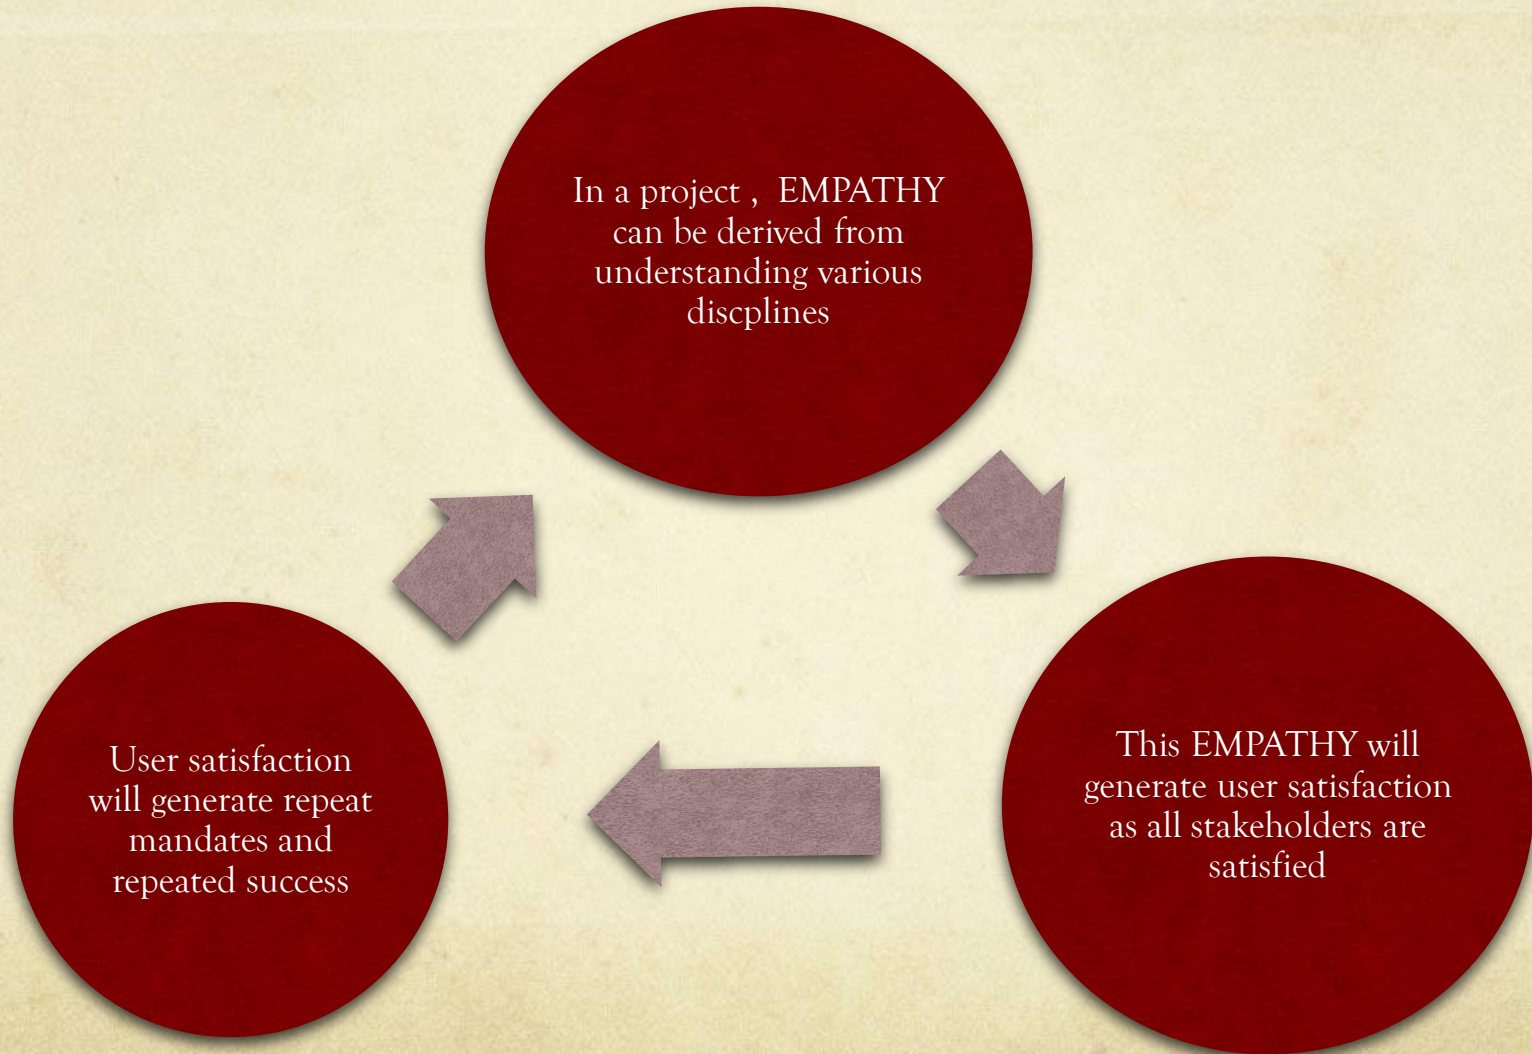 In a project ,  EMPATHY
can be derived from
understanding various
discplines
This EMPATHY will
generate user satisfaction
as all stakeholders are
satisfied
User satisfaction
will generate repeat
mandates and
repeated success